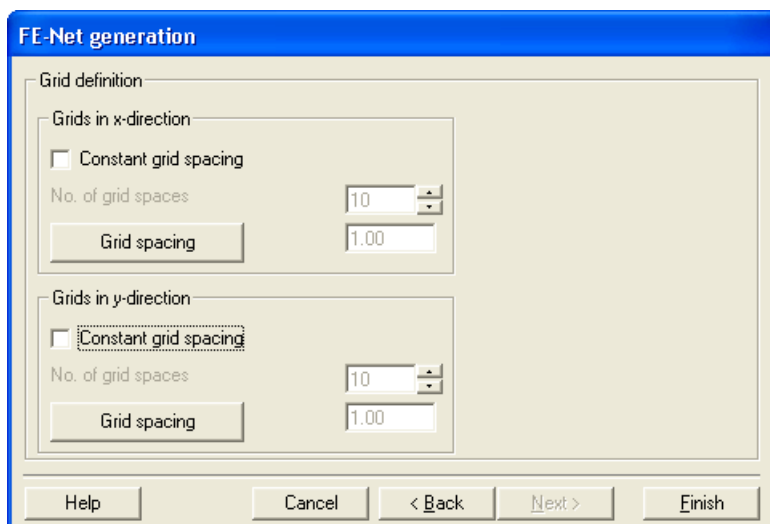 FE-Net generation
Grid definition
Grids in x-direction
Constant grid spacing
No. of grid spaces 10
Grid spacing 1.00
Grids in y-direction
Constant grid spacing
No. of grid spaces 10
Grid spacing 1.00
Help Cancel < Back Next > Finish